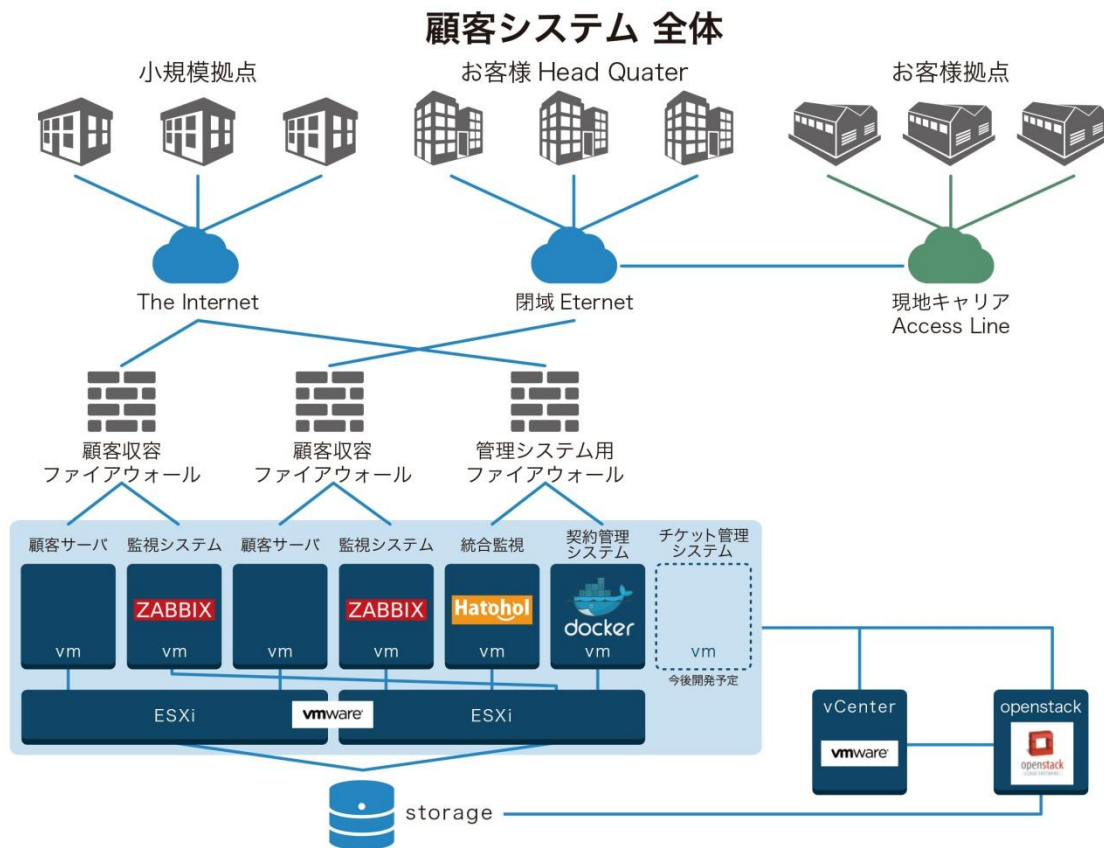 顧客システム 全体
小規模拠点
お客様 Head Quater
お客様拠点
The Internet
閉域 Eternet
現地キャリア
Access Line
顧客収容
ファイアウォール
顧客収容
ファイアウォール
管理システム用
ファイアウォール
顧客サーバ
監視システム
顧客サーバ
監視システム
統合監視
契約管理
システム
チケット管理
システム
ZABBIX
ZABBIX
Hatohol
docker
vm
vm
vm
vm
vm
vm
vm
今後開発予定
ESXi
vmware
ESXi
vCenter
vmware
openstack
openstack
CLOUD SOFTWARE
storage